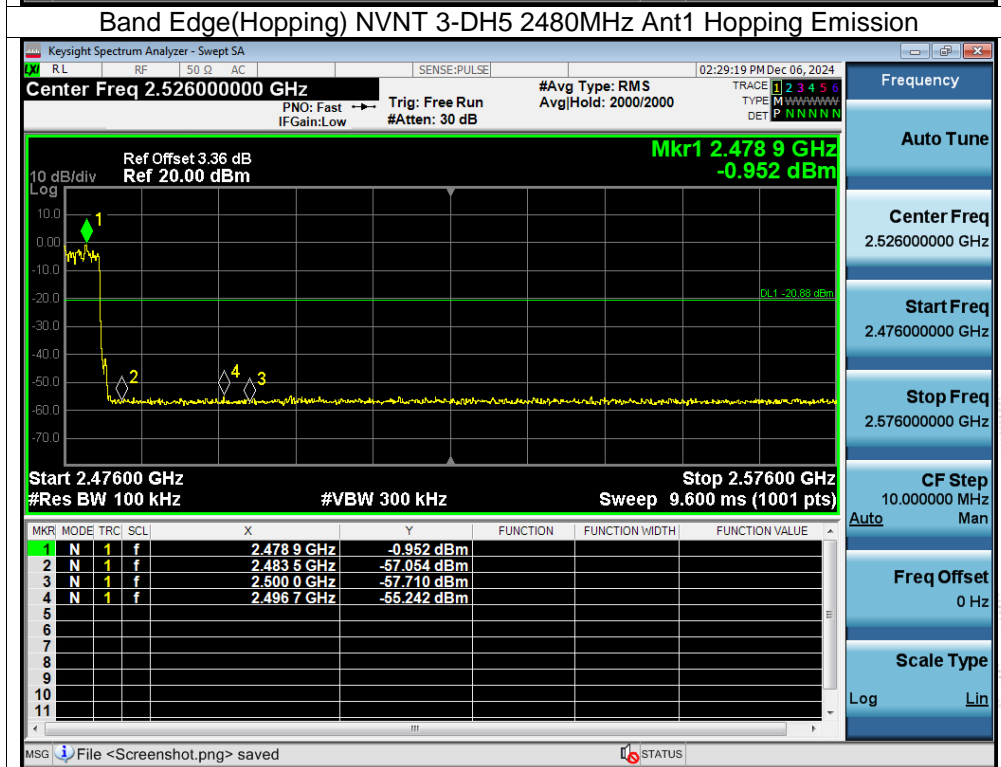 Band Edge(Hopping) NVNT 3-DH5 2480MHz Ant1 Hopping Emission
Keysight Spectrum Analyzer - Swept SA
LXI RL RF 50 Ω AC SENSE:PULSE 02:29:19 PM Dec 06, 2024
Center Freq 2.526000000 GHz
PNO: Fast
IFGain:Low
Trig: Free Run
#Atten: 30 dB
#Avg Type: RMS
Avg|Hold: 2000/2000
TRACE 1 2 3 4 5 6
TYPE M WWWWW
DET P N N N N N
Ref Offset 3.36 dB
Ref 20.00 dBm
10 dB/div
Log
Mkr1 2.478 9 GHz
-0.952 dBm
10.0
0.00
-10.0
-20.0
-30.0
-40.0
-50.0
-60.0
-70.0
1
2
4
3
DL1 -20.88 dBm
Start 2.47600 GHz Stop 2.57600 GHz
#Res BW 100 kHz #VBW 300 kHz Sweep 9.600 ms (1001 pts)
MKR MODE TRC SCL X Y FUNCTION FUNCTION WIDTH FUNCTION VALUE
1 N 1 f 2.478 9 GHz -0.952 dBm
2 N 1 f 2.483 5 GHz -57.054 dBm
3 N 1 f 2.500 0 GHz -57.710 dBm
4 N 1 f 2.496 7 GHz -55.242 dBm
5
6
7
8
9
10
11
MSG File <Screenshot.png> saved STATUS
Frequency
Auto Tune
Center Freq
2.526000000 GHz
Start Freq
2.476000000 GHz
Stop Freq
2.576000000 GHz
CF Step
10.000000 MHz
Auto Man
Freq Offset
0 Hz
Scale Type
Log Lin